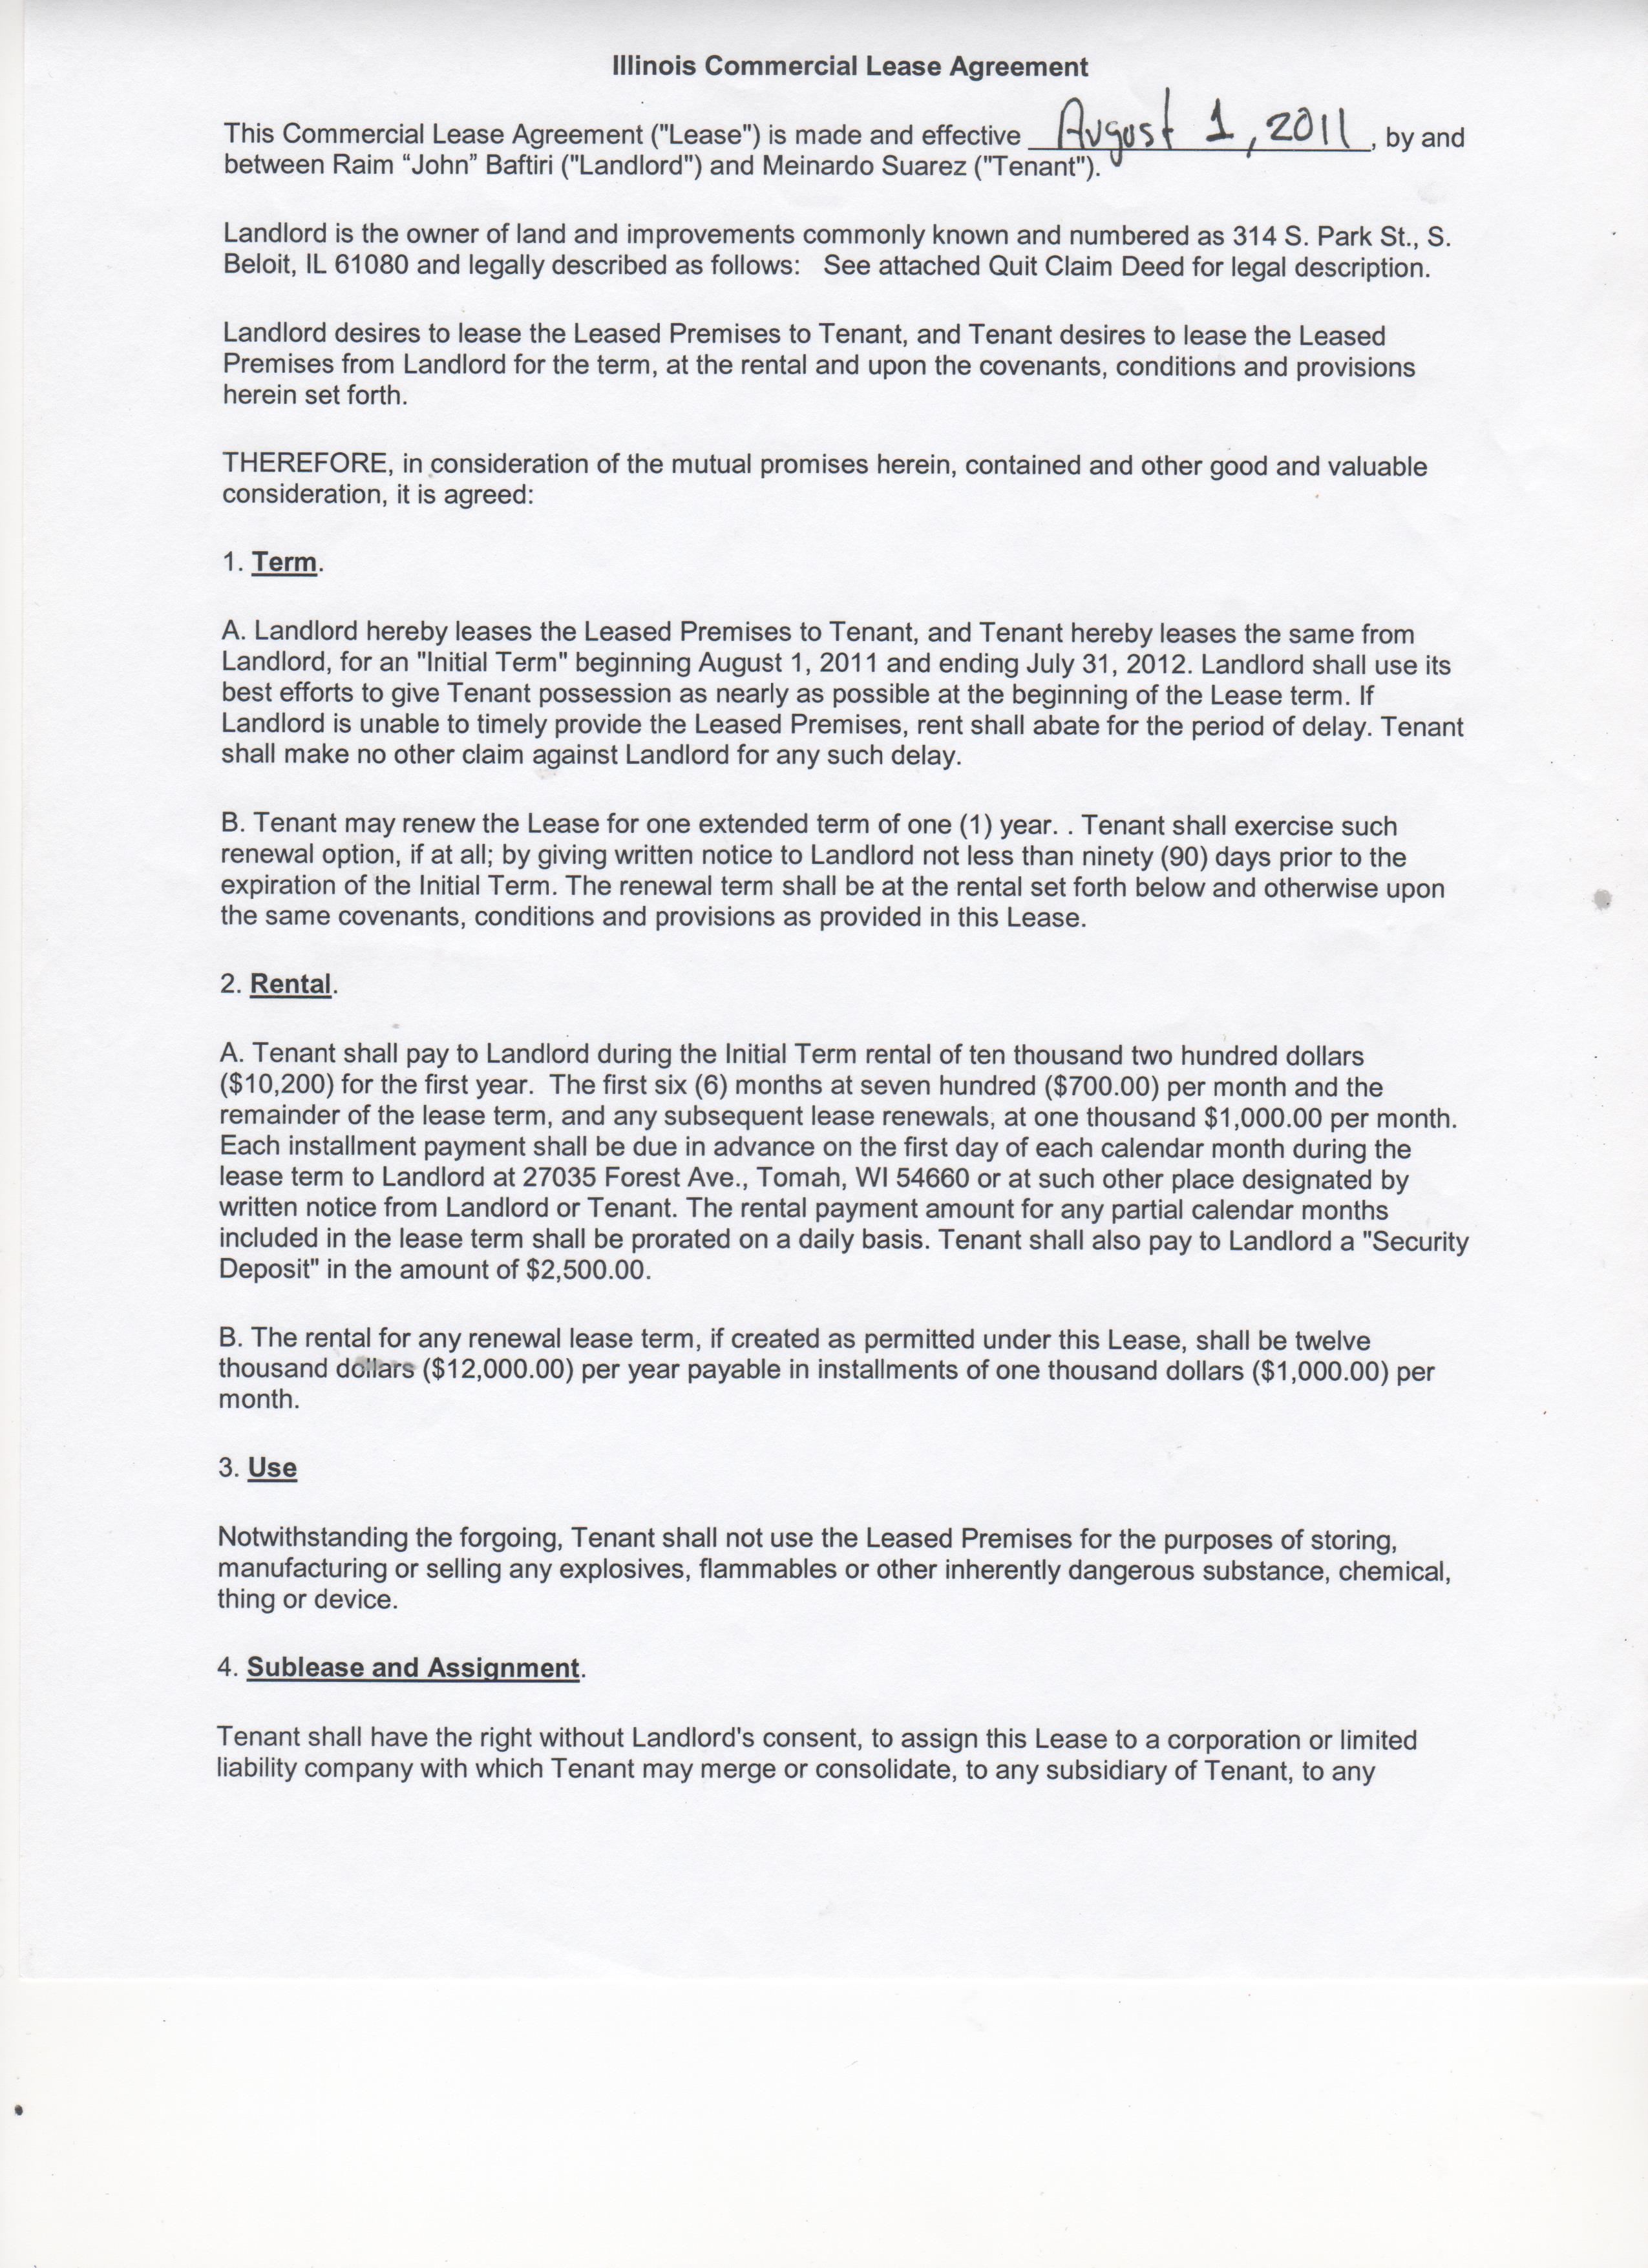 Illinois Commercial Lease Agreement
This Commercial Lease Agreement ("Lease") is made and effective August 1, 2011, by and
between Raim “John” Baftiri ("Landlord") and Meinardo Suarez ("Tenant").
Landlord is the owner of land and improvements commonly known and numbered as 314 S. Park St., S.
Beloit, IL 61080 and legally described as follows:   See attached Quit Claim Deed for legal description.
Landlord desires to lease the Leased Premises to Tenant, and Tenant desires to lease the Leased
Premises from Landlord for the term, at the rental and upon the covenants, conditions and provisions
herein set forth.
THEREFORE, in consideration of the mutual promises herein, contained and other good and valuable
consideration, it is agreed:
1. Term.
A. Landlord hereby leases the Leased Premises to Tenant, and Tenant hereby leases the same from
Landlord, for an "Initial Term" beginning August 1, 2011 and ending July 31, 2012. Landlord shall use its
best efforts to give Tenant possession as nearly as possible at the beginning of the Lease term. If
Landlord is unable to timely provide the Leased Premises, rent shall abate for the period of delay. Tenant
shall make no other claim against Landlord for any such delay.
B. Tenant may renew the Lease for one extended term of one (1) year. . Tenant shall exercise such
renewal option, if at all; by giving written notice to Landlord not less than ninety (90) days prior to the
expiration of the Initial Term. The renewal term shall be at the rental set forth below and otherwise upon
the same covenants, conditions and provisions as provided in this Lease.
2. Rental.
A. Tenant shall pay to Landlord during the Initial Term rental of ten thousand two hundred dollars
($10,200) for the first year.  The first six (6) months at seven hundred ($700.00) per month and the
remainder of the lease term, and any subsequent lease renewals, at one thousand $1,000.00 per month.
Each installment payment shall be due in advance on the first day of each calendar month during the
lease term to Landlord at 27035 Forest Ave., Tomah, WI 54660 or at such other place designated by
written notice from Landlord or Tenant. The rental payment amount for any partial calendar months
included in the lease term shall be prorated on a daily basis. Tenant shall also pay to Landlord a "Security
Deposit" in the amount of $2,500.00.
B. The rental for any renewal lease term, if created as permitted under this Lease, shall be twelve
thousand dollars ($12,000.00) per year payable in installments of one thousand dollars ($1,000.00) per
month.
3. Use
Notwithstanding the forgoing, Tenant shall not use the Leased Premises for the purposes of storing,
manufacturing or selling any explosives, flammables or other inherently dangerous substance, chemical,
thing or device.
4. Sublease and Assignment.
Tenant shall have the right without Landlord's consent, to assign this Lease to a corporation or limited
liability company with which Tenant may merge or consolidate, to any subsidiary of Tenant, to any